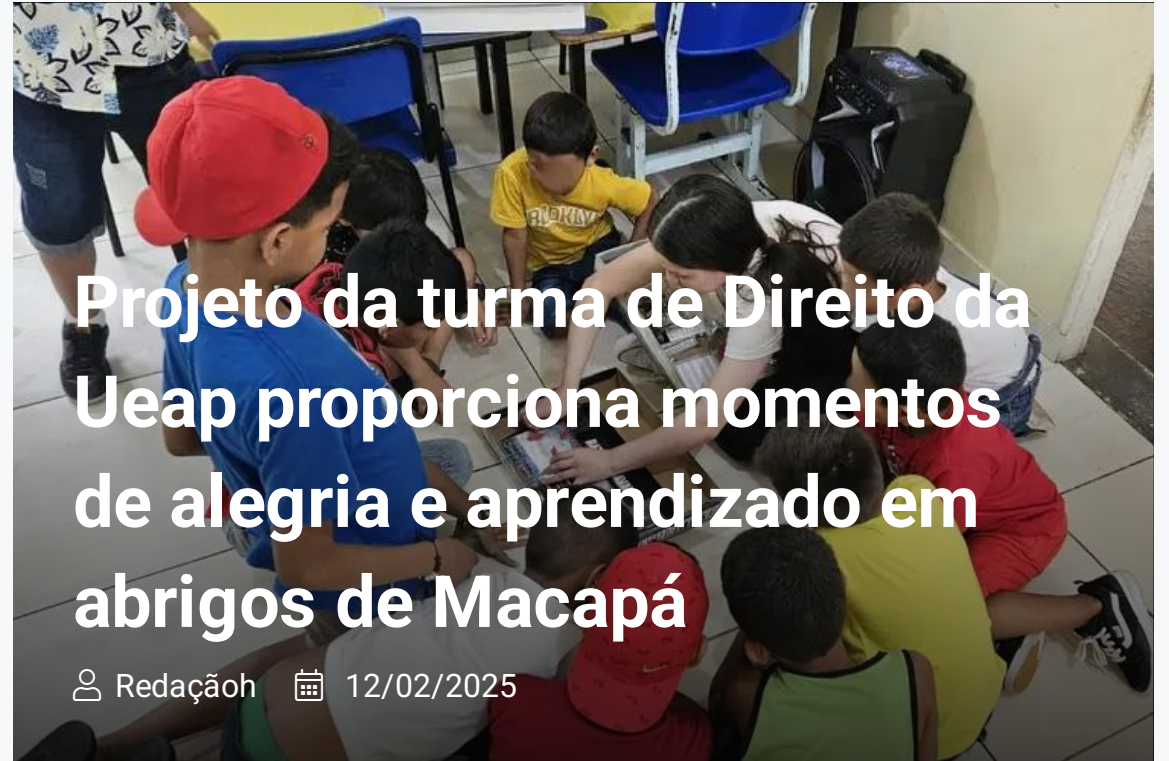 Projeto da turma de Direito da
Ueap proporciona momentos
de alegria e aprendizado em
abrigos de Macapá
Redaçãoh 12/02/2025